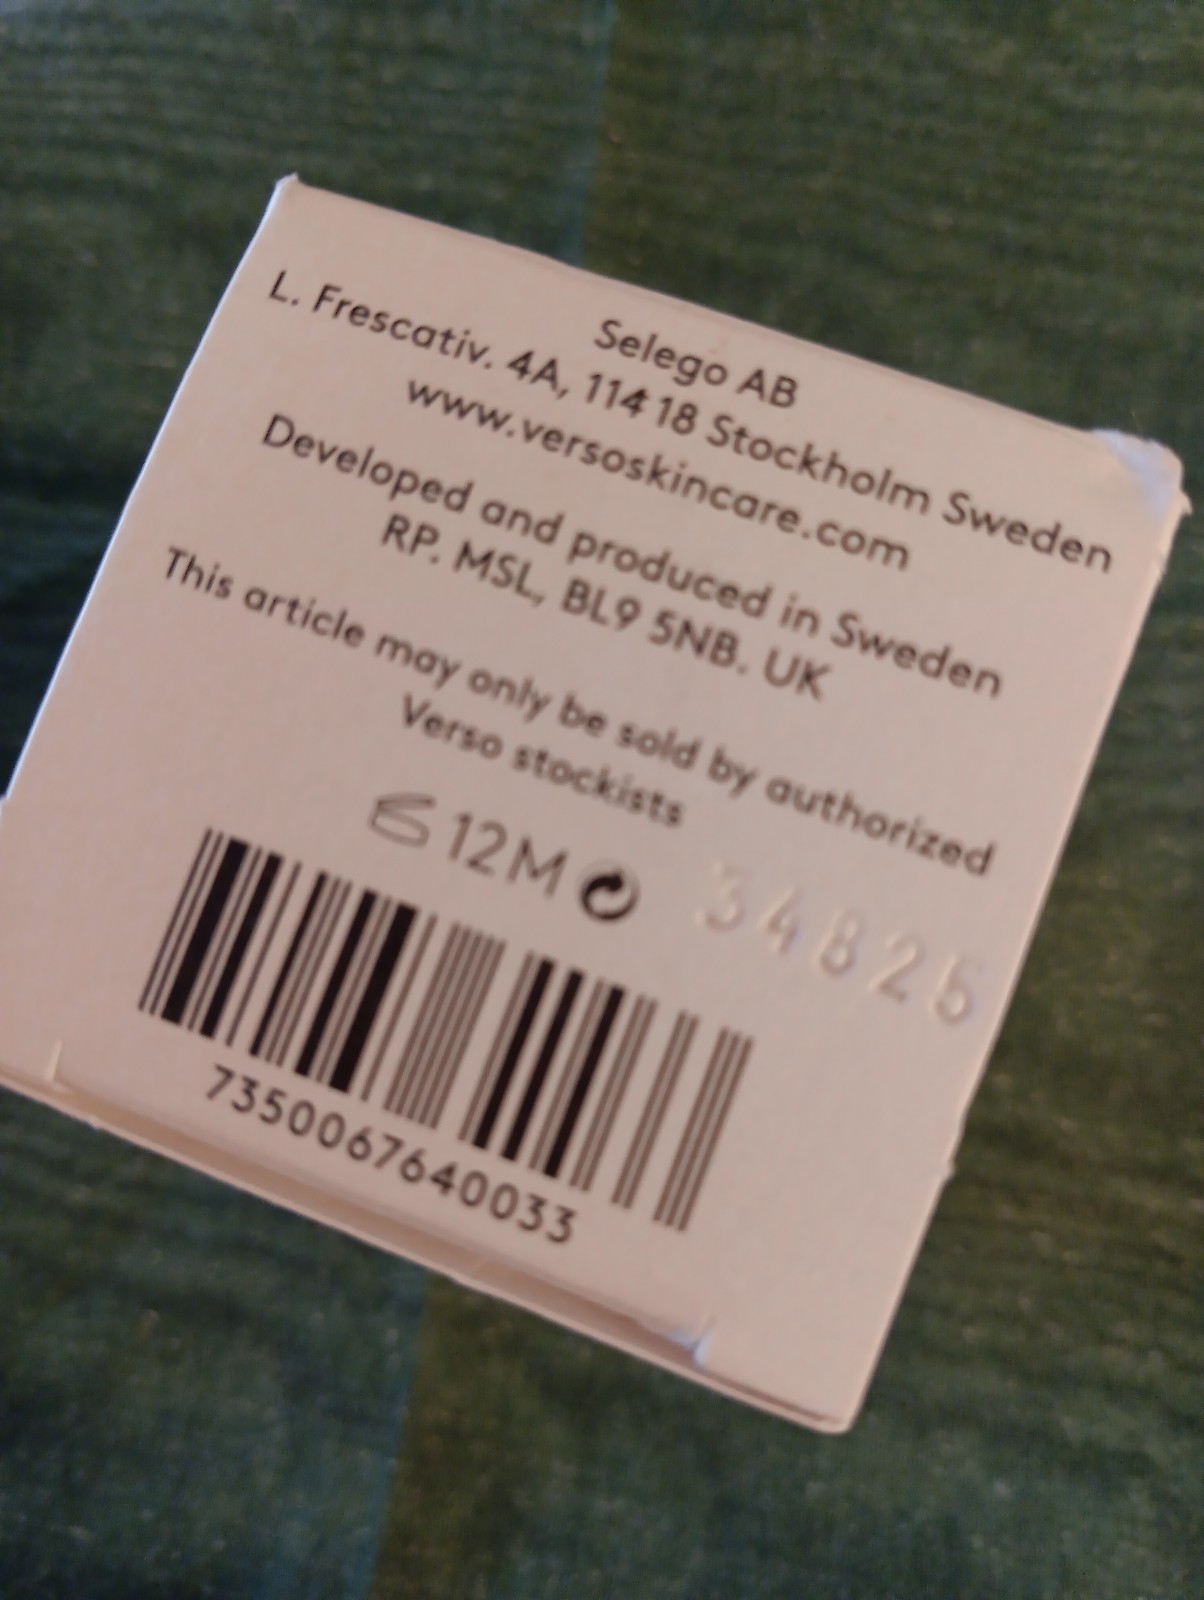 Selego AB
L. Frescativ. 4A, 114 18 Stockholm Sweden
www.versoskincare.com
Developed and produced in Sweden
RP. MSL, BL9 5NB. UK
This article may only be sold by authorized
Verso stockists
12M
34825
7350067640033